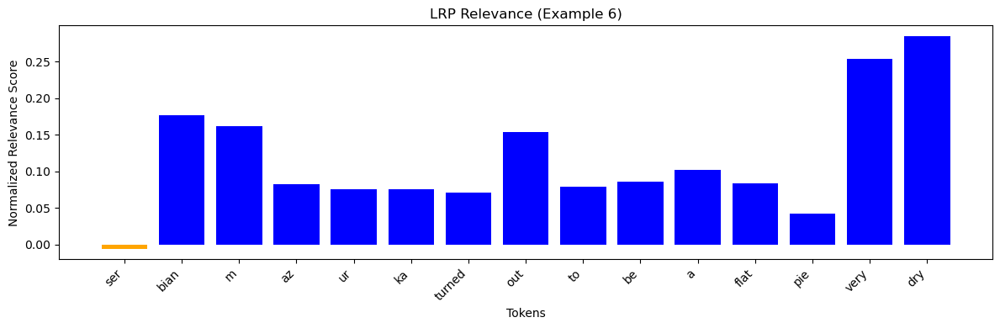 LRP Relevance (Example 6)
Normalized Relevance Score
0.25
0.20
0.15
0.10
0.05
0.00
ser bian m az ur ka turned out to be a flat pie very dry
Tokens